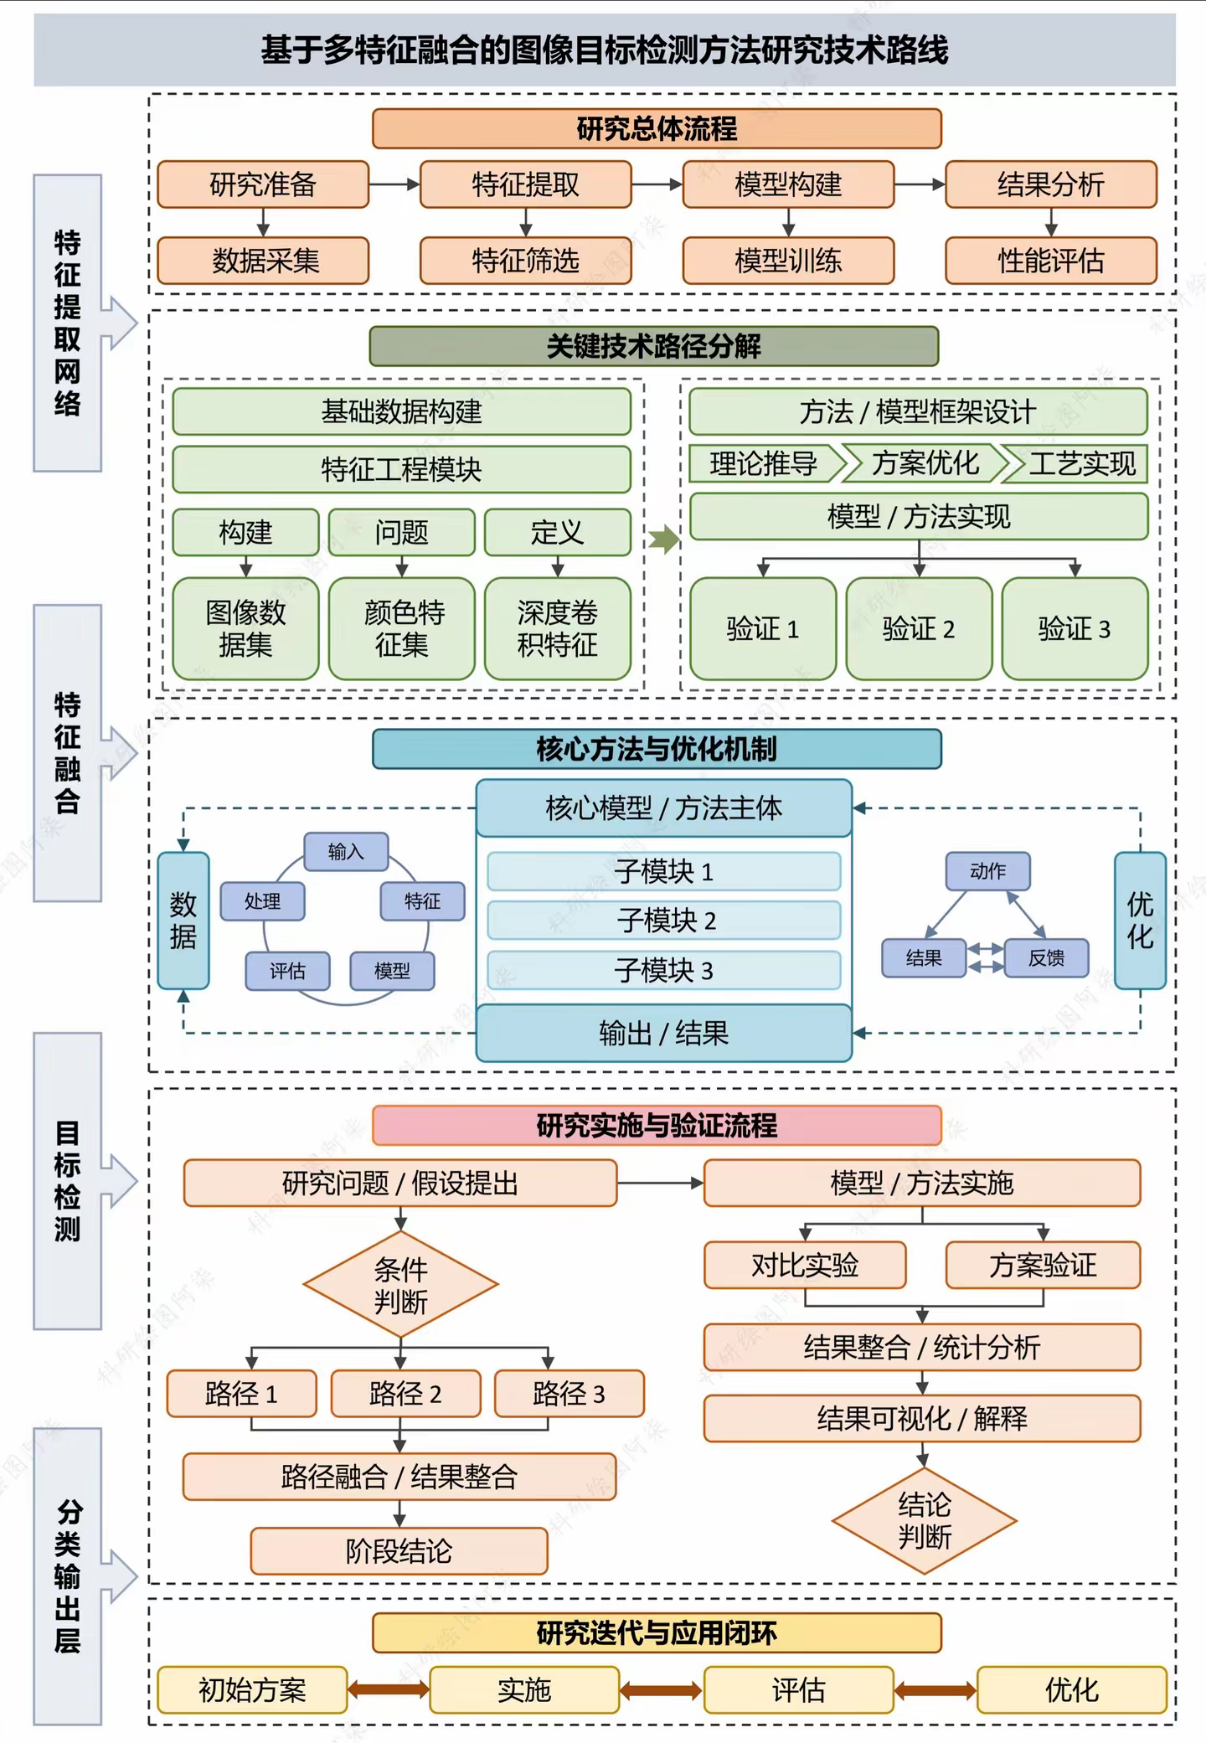 基于多特征融合的图像目标检测方法研究技术路线
特征提取网络
特征融合
目标检测
分类输出层
研究总体流程
研究准备
特征提取
模型构建
结果分析
数据采集
特征筛选
模型训练
性能评估
关键技术路径分解
基础数据构建
特征工程模块
构建
问题
定义
图像数
据集
颜色特
征集
深度卷
积特征
方法 / 模型框架设计
理论推导
方案优化
工艺实现
模型 / 方法实现
验证 1
验证 2
验证 3
核心方法与优化机制
数据
输入
处理
特征
评估
模型
核心模型 / 方法主体
子模块 1
子模块 2
子模块 3
输出 / 结果
动作
结果
反馈
优化
研究实施与验证流程
研究问题 / 假设提出
条件
判断
路径 1
路径 2
路径 3
路径融合 / 结果整合
阶段结论
模型 / 方法实施
对比实验
方案验证
结果整合 / 统计分析
结果可视化 / 解释
结论
判断
研究迭代与应用闭环
初始方案
实施
评估
优化
科研绘图阿柒